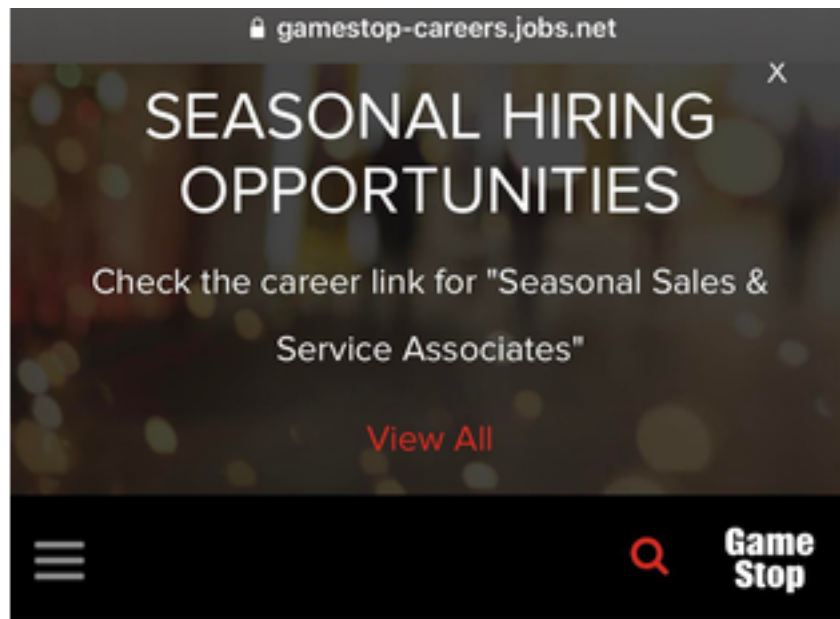 gamestop-careers.jobs.net
X
SEASONAL HIRING
OPPORTUNITIES
Check the career link for "Seasonal Sales &
Service Associates"
View All
Game
Stop